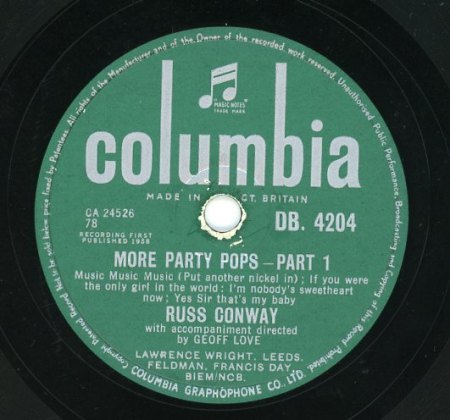 All rights of the Manufacturer and of the Owner of the recorded work reserved. Unauthorised Public Performance, Broadcasting and Copying of this Record Prohibited.
MAGIC NOTES
TRADE MARK
columbia
MADE IN CT. BRITAIN
CA 24526
78
DB. 4204
RECORDING FIRST
PUBLISHED 1958
MORE PARTY POPS — PART 1
Music Music Music (Put another nickel in) ; If you were
the only girl in the world : I'm nobody's sweetheart
now ; Yes Sir that's my baby
RUSS CONWAY
with accompaniment directed
by GEOFF LOVE
LAWRENCE WRIGHT, LEEDS.
FELDMAN, FRANCIS DAY,
BIEM/NCB.
COLUMBIA GRAPHOPHONE CO., LTD.